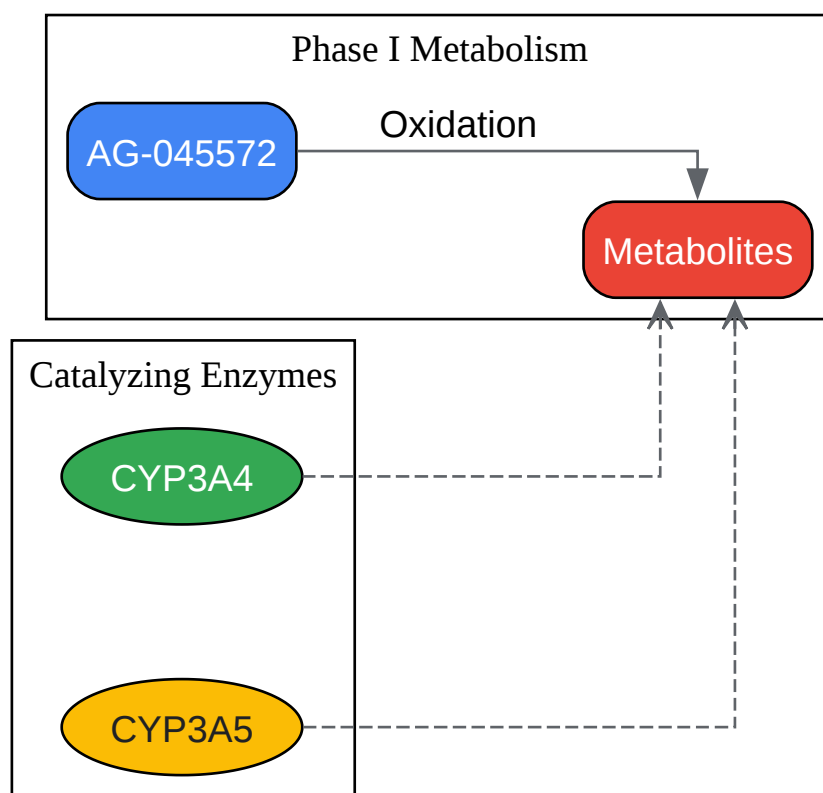 Phase I Metabolism
AG-045572
Oxidation
Metabolites
Catalyzing Enzymes
CYP3A4
CYP3A5